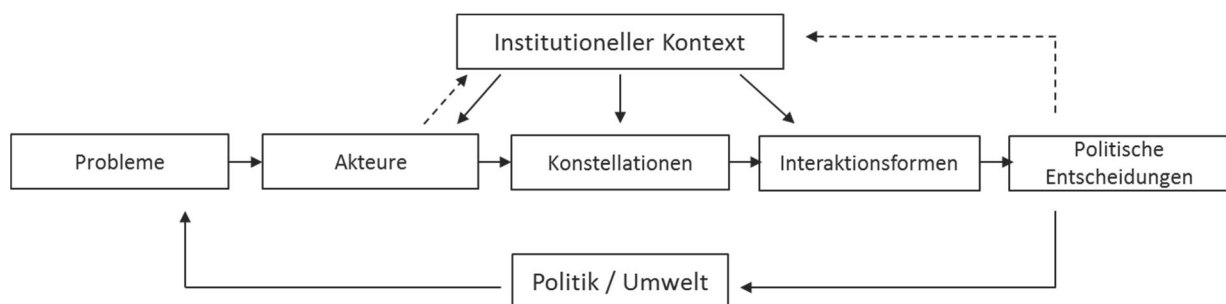 Institutioneller Kontext
Probleme
Akteure
Konstellationen
Interaktionsformen
Politische
Entscheidungen
Politik / Umwelt